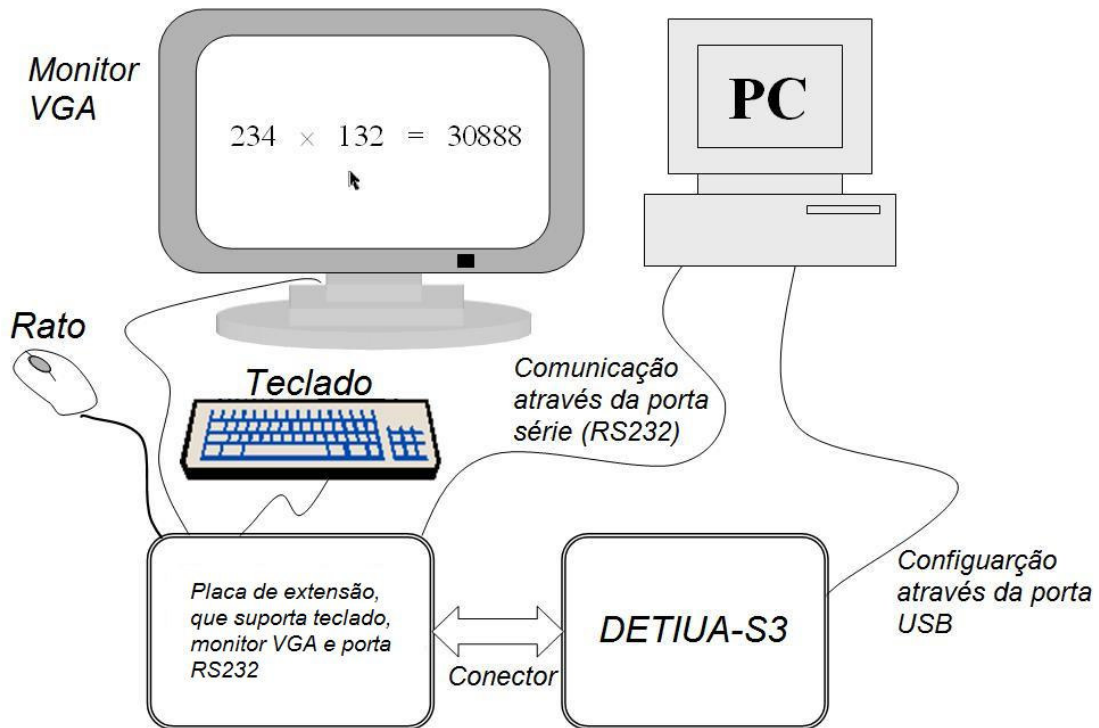 Monitor
VGA
234 × 132 = 30888
PC
Rato
Teclado
Comunicação
através da porta
série (RS232)
Placa de extensão,
que suporta teclado,
monitor VGA e porta
RS232
Conector
DETIUA-S3
Configuarção
através da porta
USB